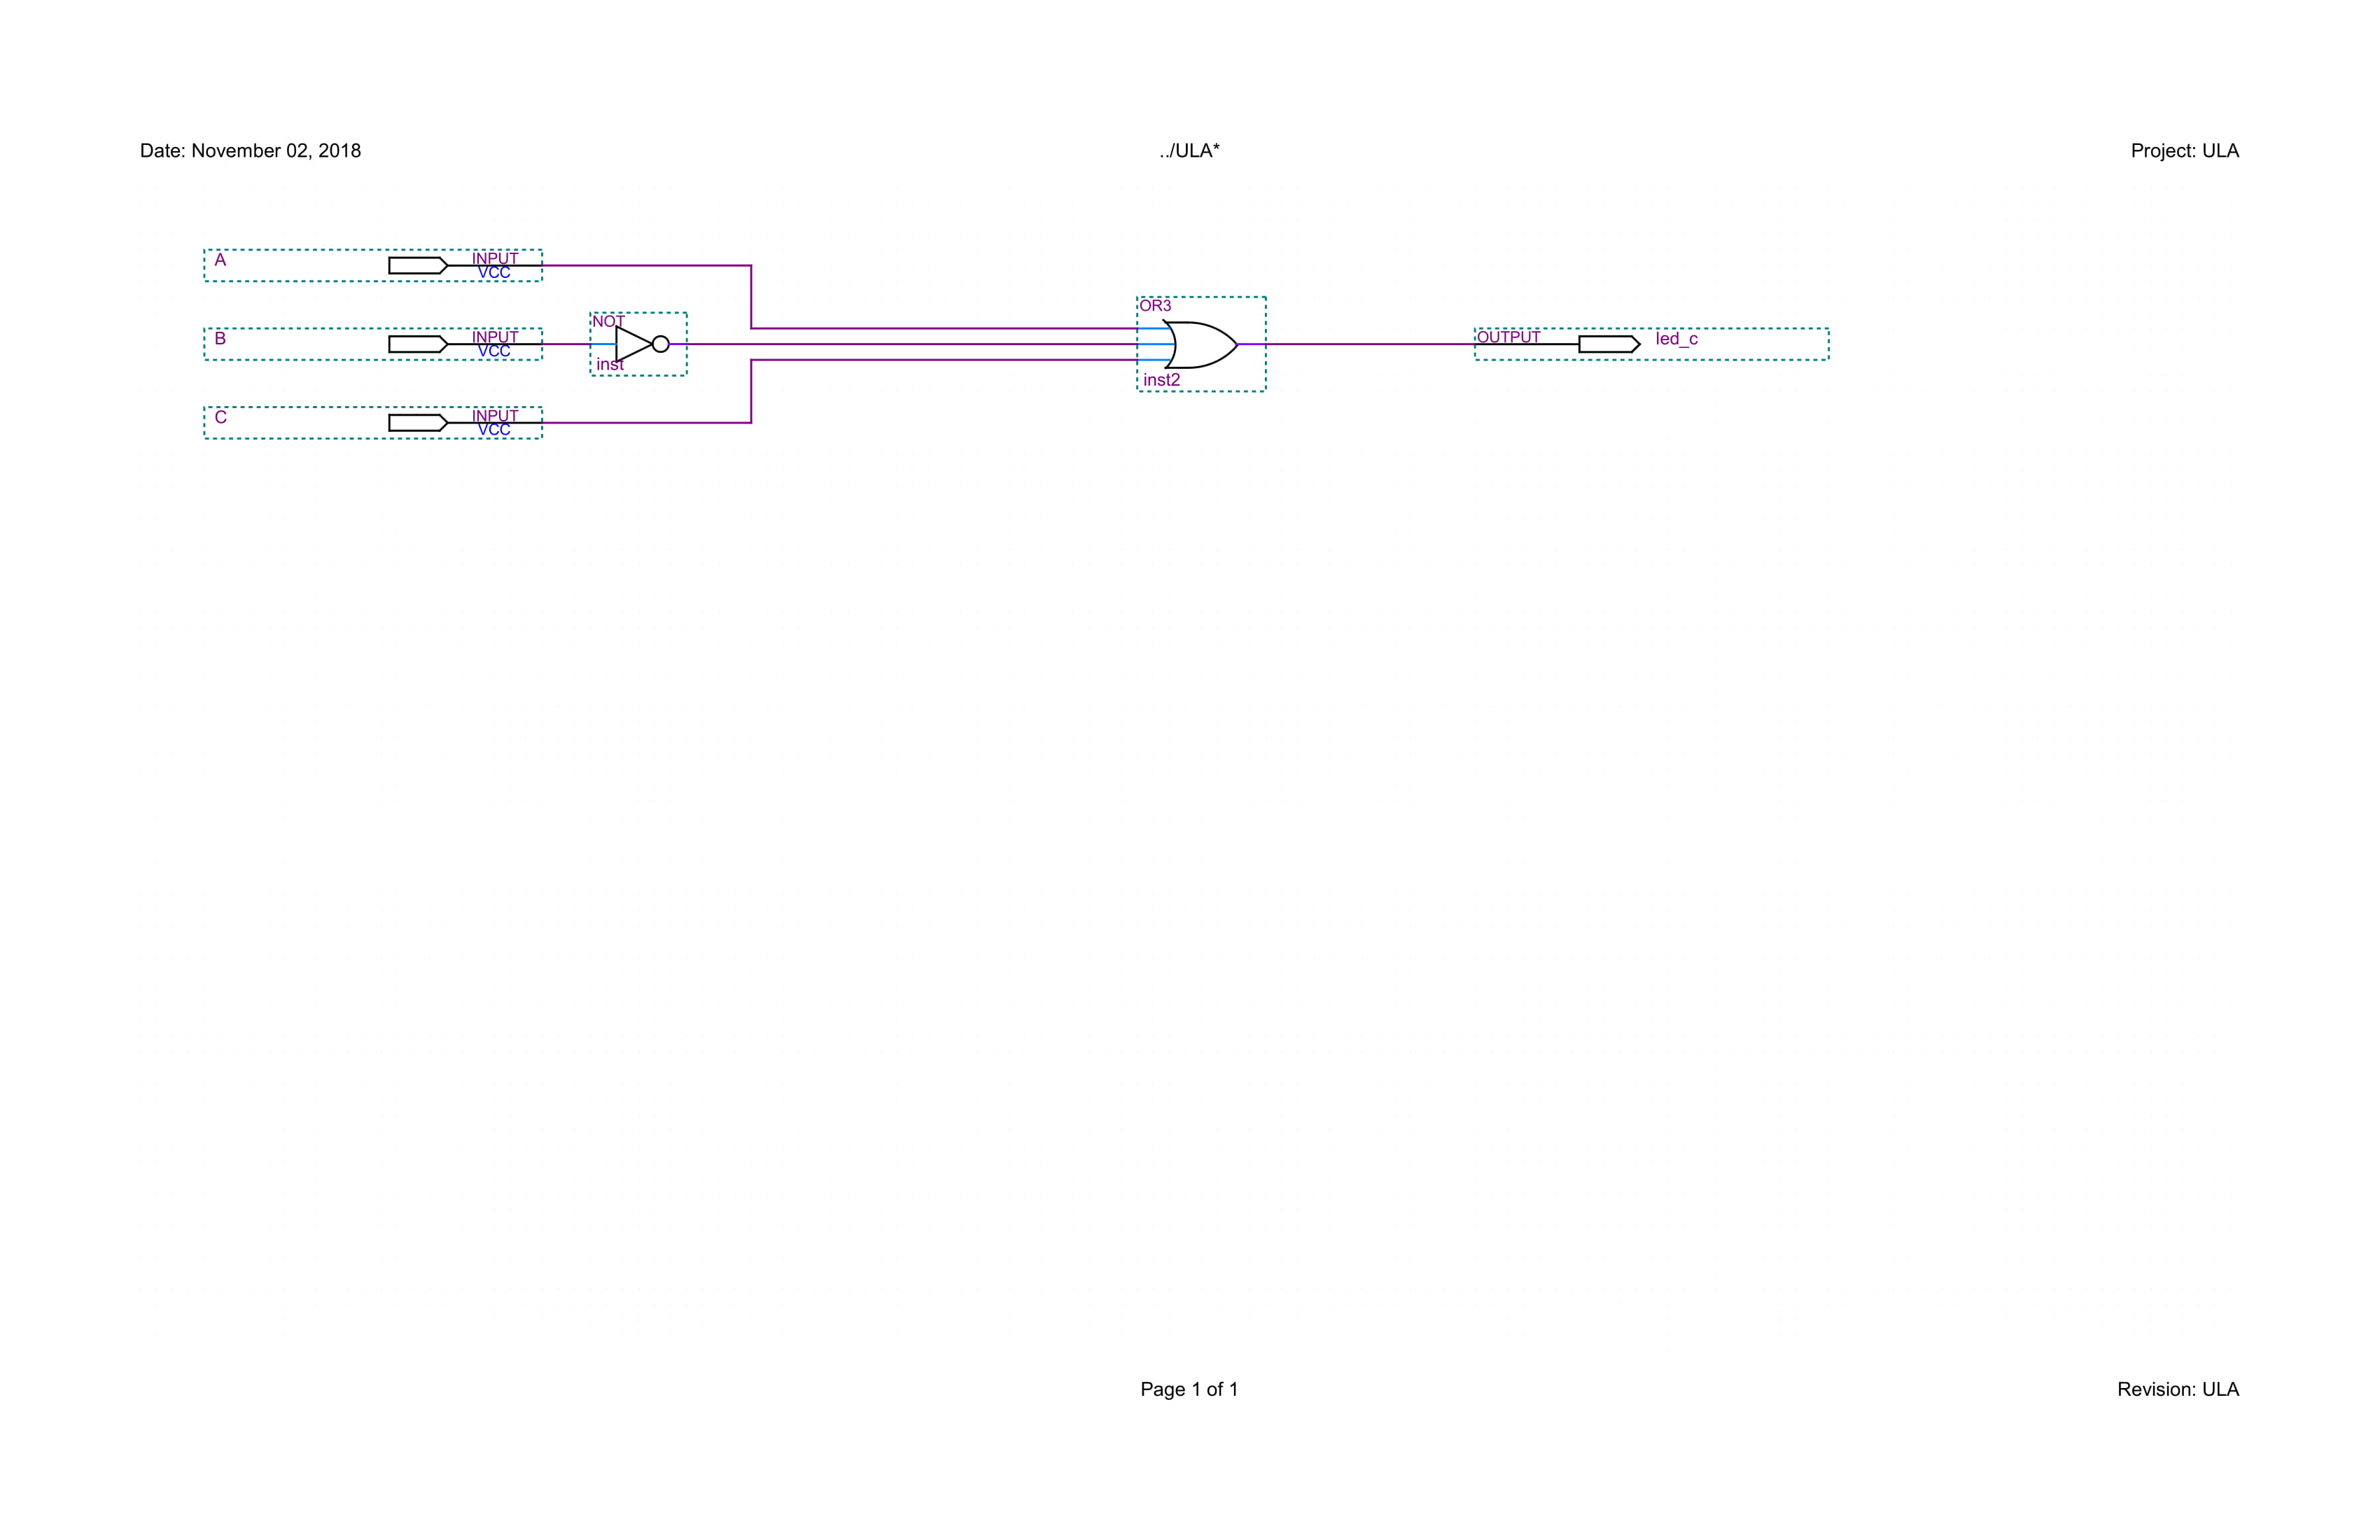 Date: November 02, 2018 ../ULA* Project: ULA
A INPUT
VCC
OR3
NOT
B INPUT OUTPUT led_c
VCC
inst
inst2
C INPUT
VCC
Page 1 of 1 Revision: ULA